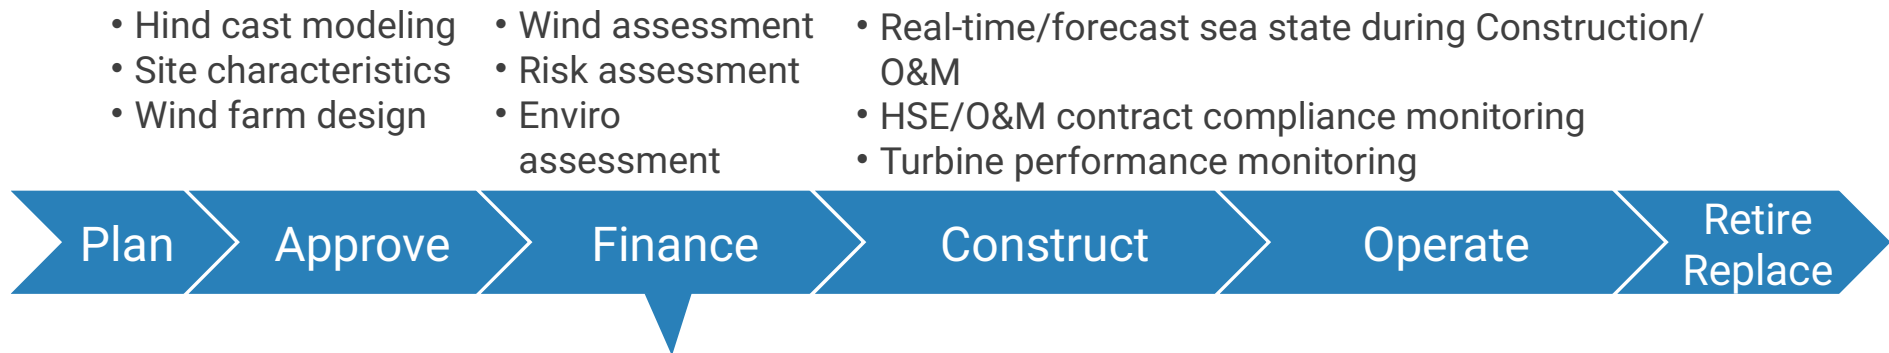 • Hind cast modeling
• Site characteristics
• Wind farm design
• Wind assessment
• Risk assessment
• Enviro
assessment
• Real-time/forecast sea state during Construction/
O&M
• HSE/O&M contract compliance monitoring
• Turbine performance monitoring
Plan
Approve
Finance
Construct
Operate
Retire
Replace